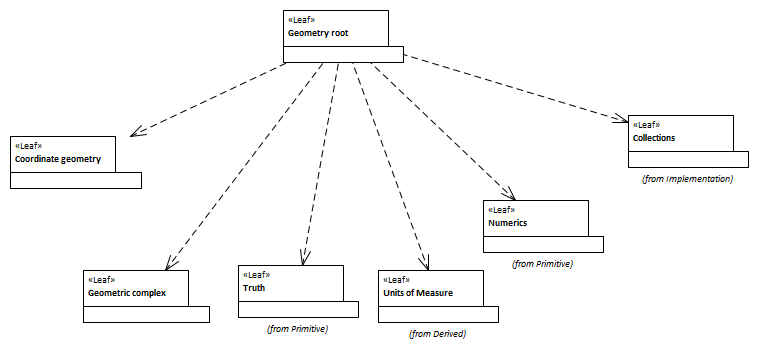 «Leaf»
Geometry root
«Leaf»
Collections
(from Implementation)
«Leaf»
Coordinate geometry
«Leaf»
Numerics
(from Primitive)
«Leaf»
Geometric complex
«Leaf»
Truth
(from Primitive)
«Leaf»
Units of Measure
(from Derived)